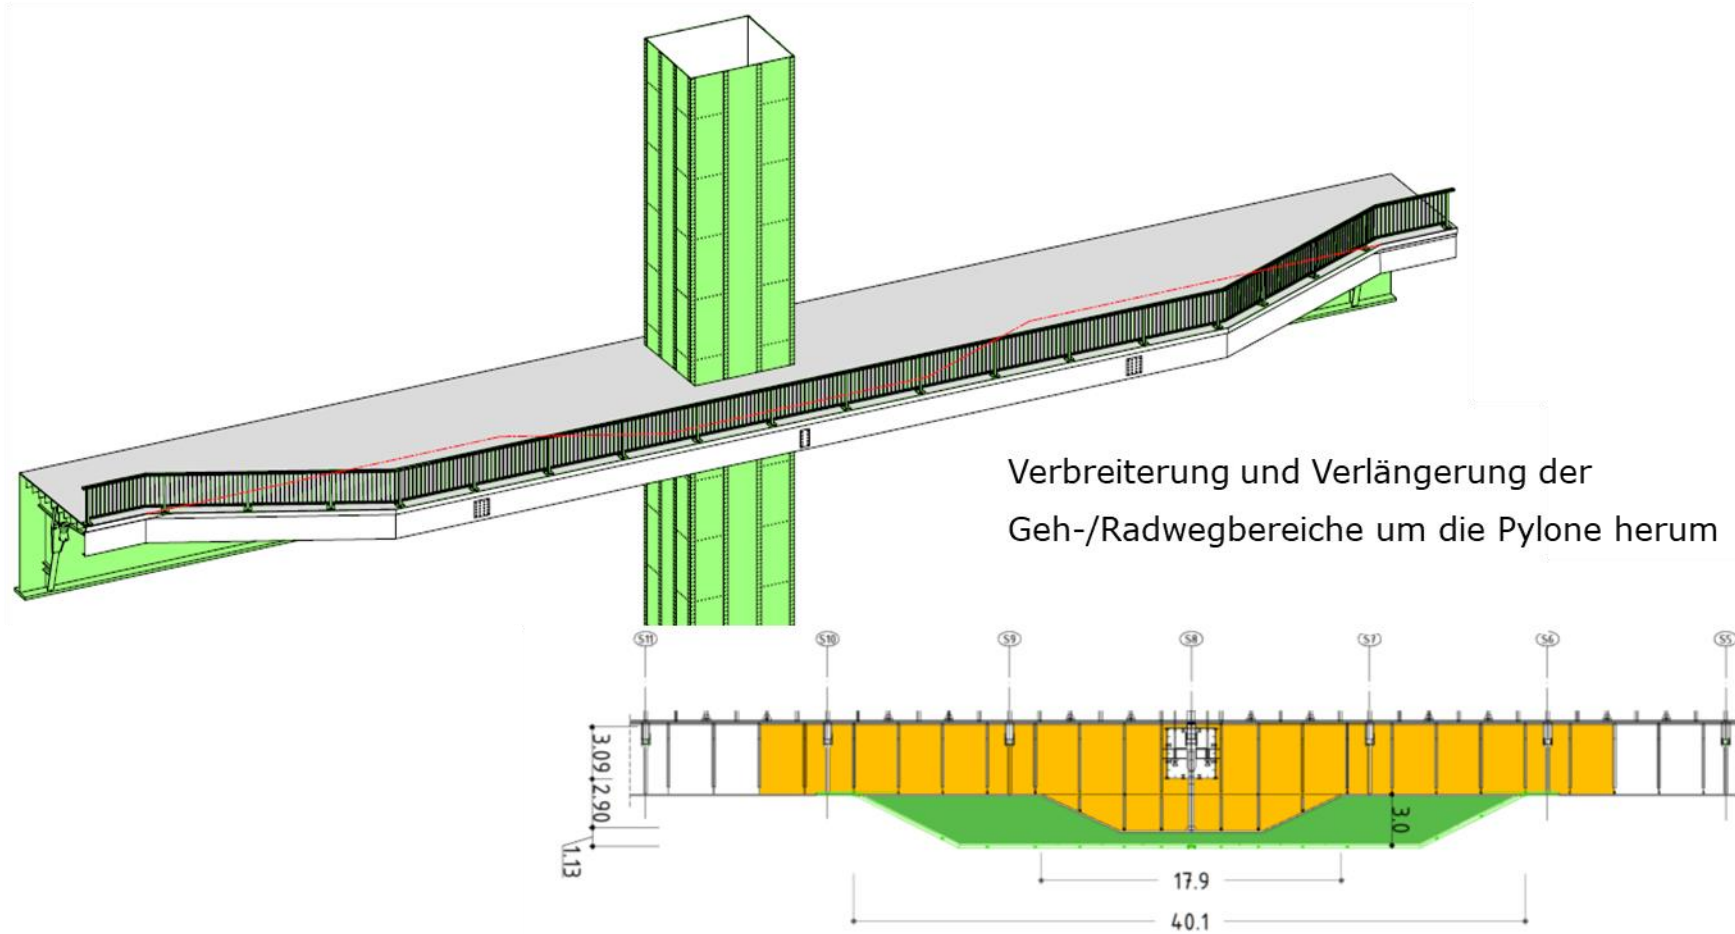 Verbreiterung und Verlängerung der
Geh-/Radwegbereiche um die Pylone herum
S11 S10 S9 S8 S7 S6 S5
3.09
2.90
1.13
3.0
17.9
40.1